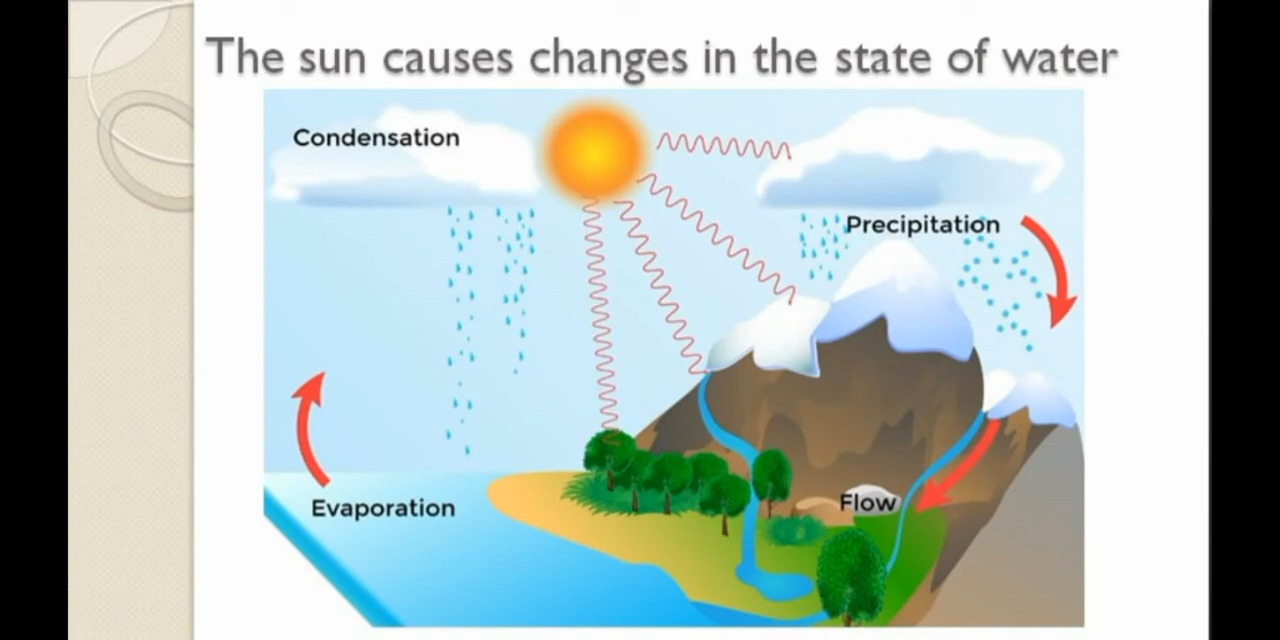 The sun causes changes in the state of water
Condensation
Precipitation
Evaporation
Flow